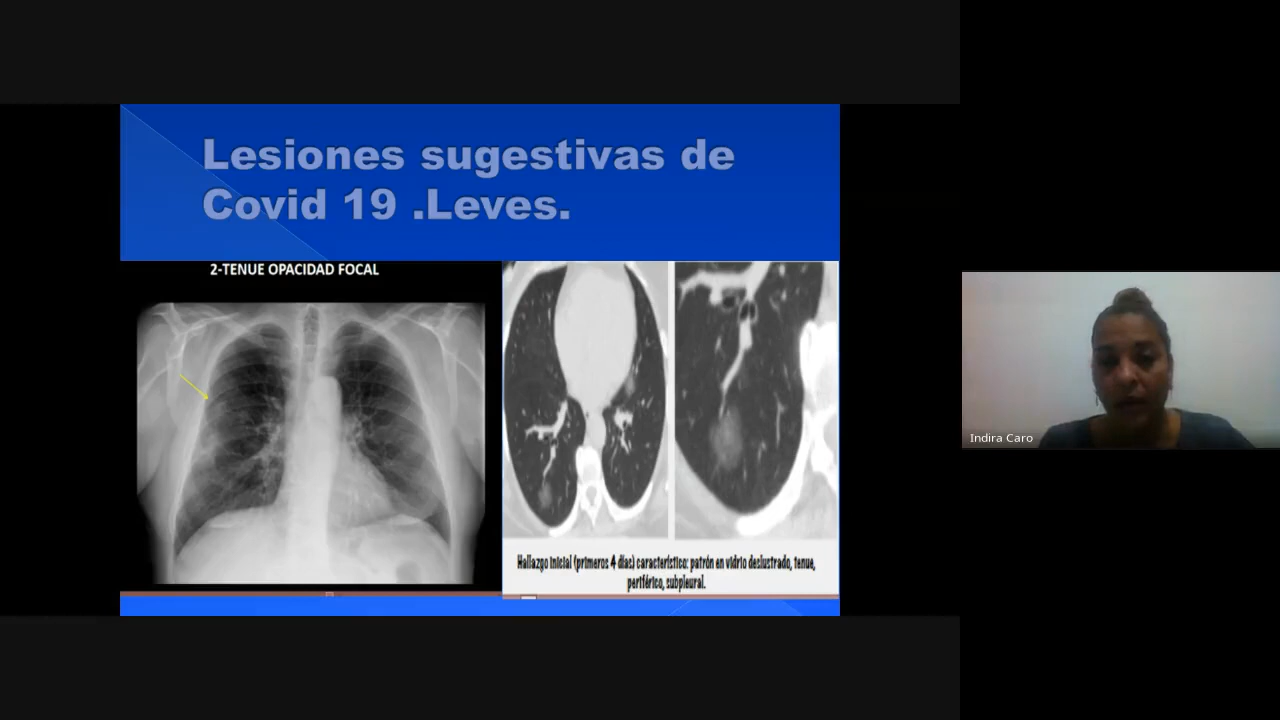 Lesiones sugestivas de
Covid 19 .Leves.
2-TENUE OPACIDAD FOCAL
Hallazgo inicial (primeros 4 días) característico: patrón en vidrio deslustrado, tenue,
periférico, subpleural.
Indira Caro